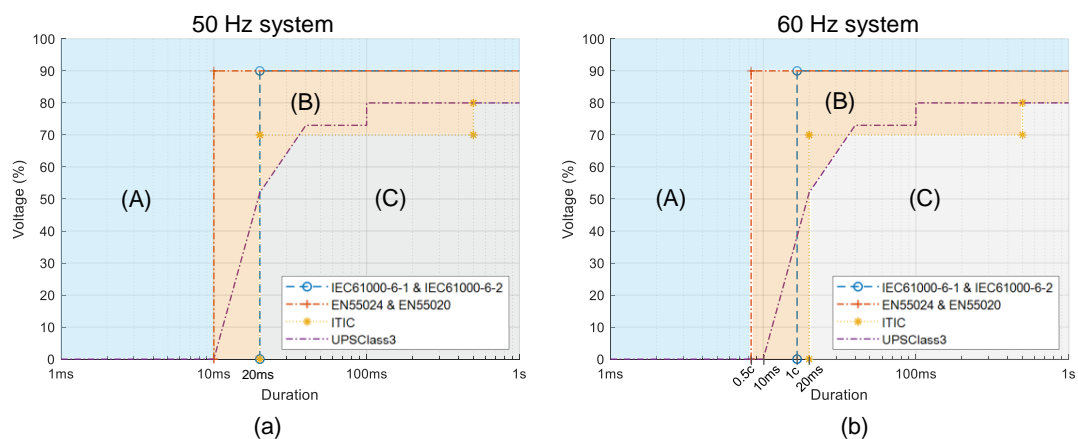 50 Hz system
100
90
80
70
60
50
40
30
20
10
0
Voltage (%)
(A)
(B)
(C)
IEC61000-6-1 & IEC61000-6-2
EN55024 & EN55020
ITIC
UPSClass3
1ms
10ms
20ms
100ms
1s
Duration
(a)
60 Hz system
100
90
80
70
60
50
40
30
20
10
0
Voltage (%)
(A)
(B)
(C)
IEC61000-6-1 & IEC61000-6-2
EN55024 & EN55020
ITIC
UPSClass3
1ms
0.5c
10ms
1c
20ms
100ms
1s
Duration
(b)